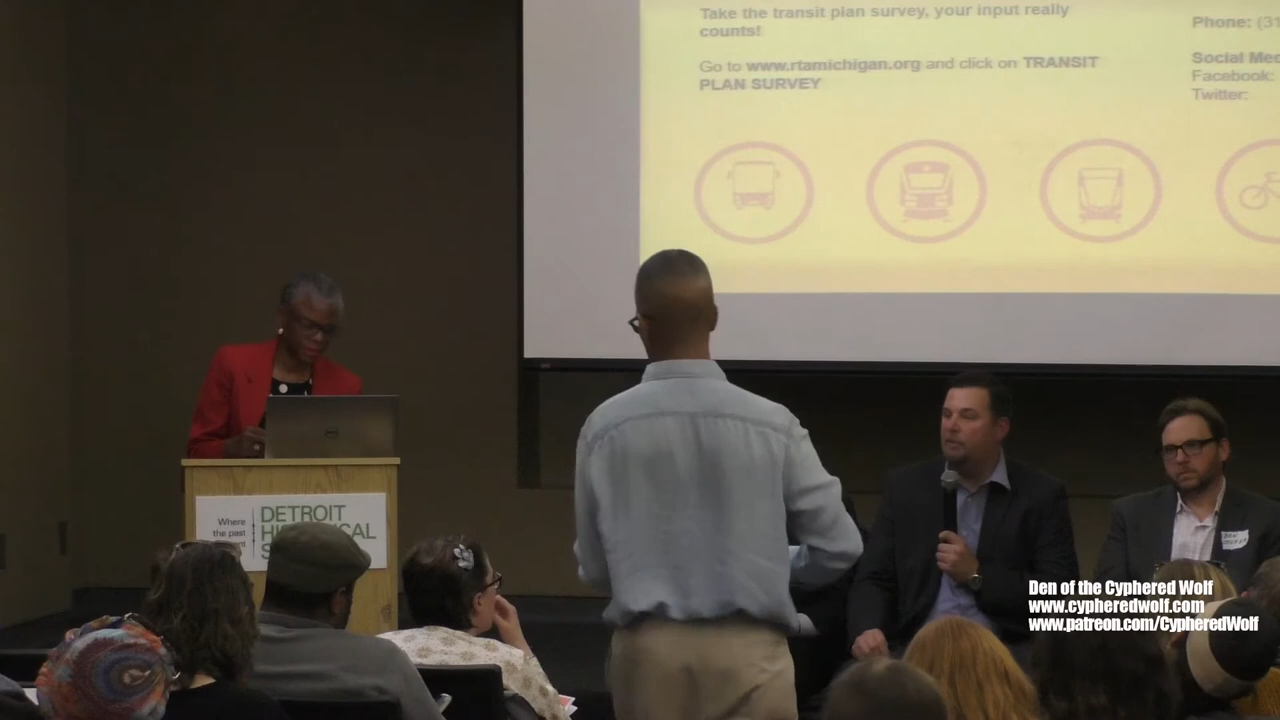 Take the transit plan survey, your input really
counts!
Go to www.rtamichigan.org and click on TRANSIT
PLAN SURVEY
Phone: (31
Social Med
Facebook:
Twitter:
Where
the past
DETROIT
Den of the Cyphered Wolf
www.cypheredwolf.com
www.patreon.com/CypheredWolf